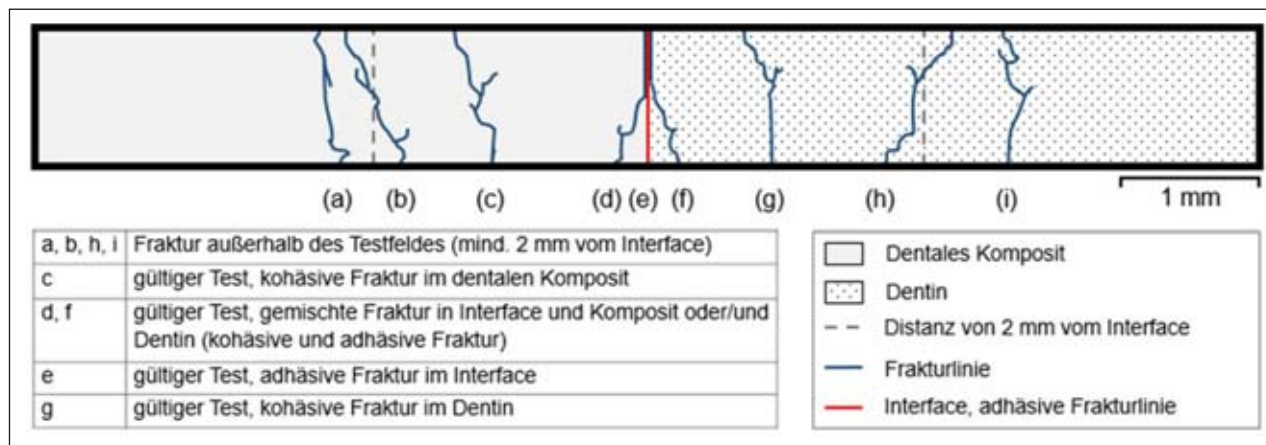 (a) (b) (c) (d) (e) (f) (g) (h) (i) 1 mm
a, b, h, i Fraktur außerhalb des Testfeldes (mind. 2 mm vom Interface)
c gültiger Test, kohäsive Fraktur im dentalen Komposit
d, f gültiger Test, gemischte Fraktur in Interface und Komposit oder/und
Dentin (kohäsive und adhäsive Fraktur)
e gültiger Test, adhäsive Fraktur im Interface
g gültiger Test, kohäsive Fraktur im Dentin
Dentales Komposit
Dentin
Distanz von 2 mm vom Interface
Frakturlinie
Interface, adhäsive Frakturlinie